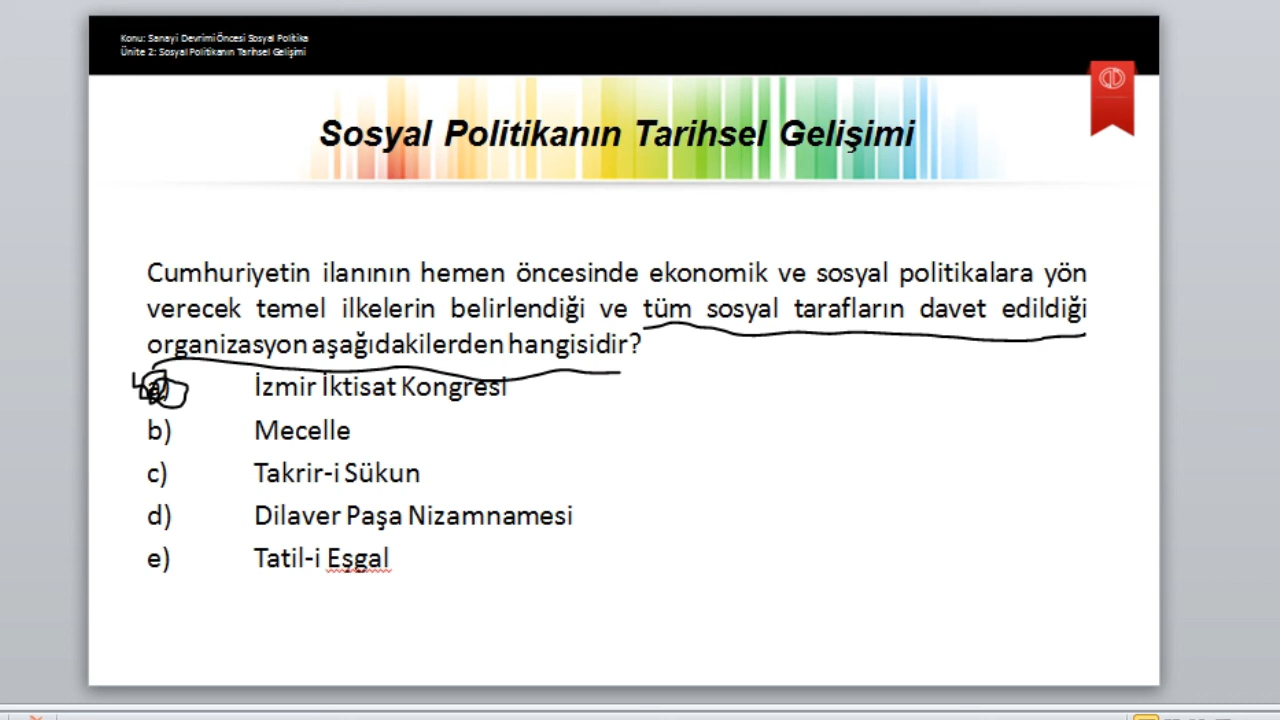 Konu: Sanayi Devrimi Öncesi Sosyal Politika
Ünite 2: Sosyal Politikanın Tarihsel Gelişimi
Sosyal Politikanın Tarihsel Gelişimi
Cumhuriyetin ilanının hemen öncesinde ekonomik ve sosyal politikalara yön
verecek temel ilkelerin belirlendiği ve tüm sosyal tarafların davet edildiği
organizasyon aşağıdakilerden hangisidir?
a) İzmir İktisat Kongresi
b) Mecelle
c) Takrir-i Sükun
d) Dilaver Paşa Nizamnamesi
e) Tatil-i Eşgal